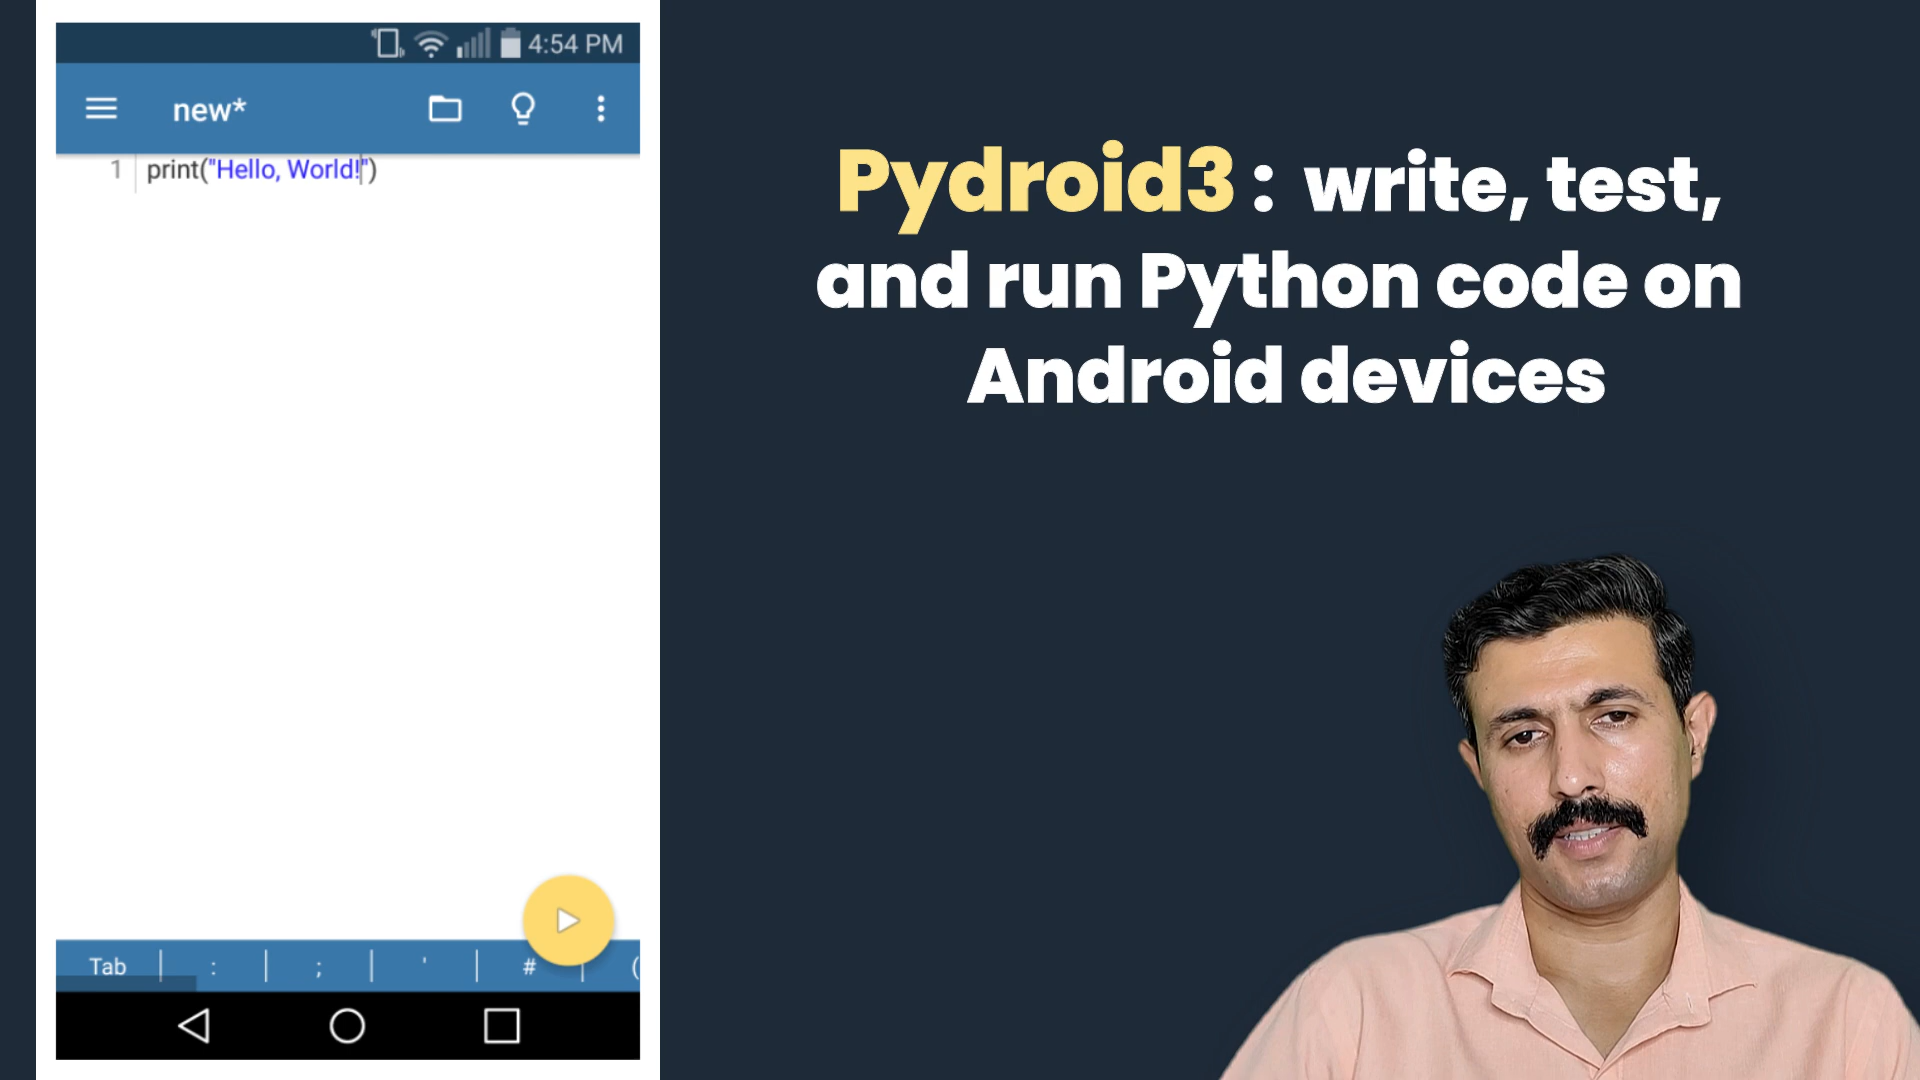 4:54 PM
new*
1 print("Hello, World!")
Tab : ; ' # (
Pydroid3 : write, test,
and run Python code on
Android devices